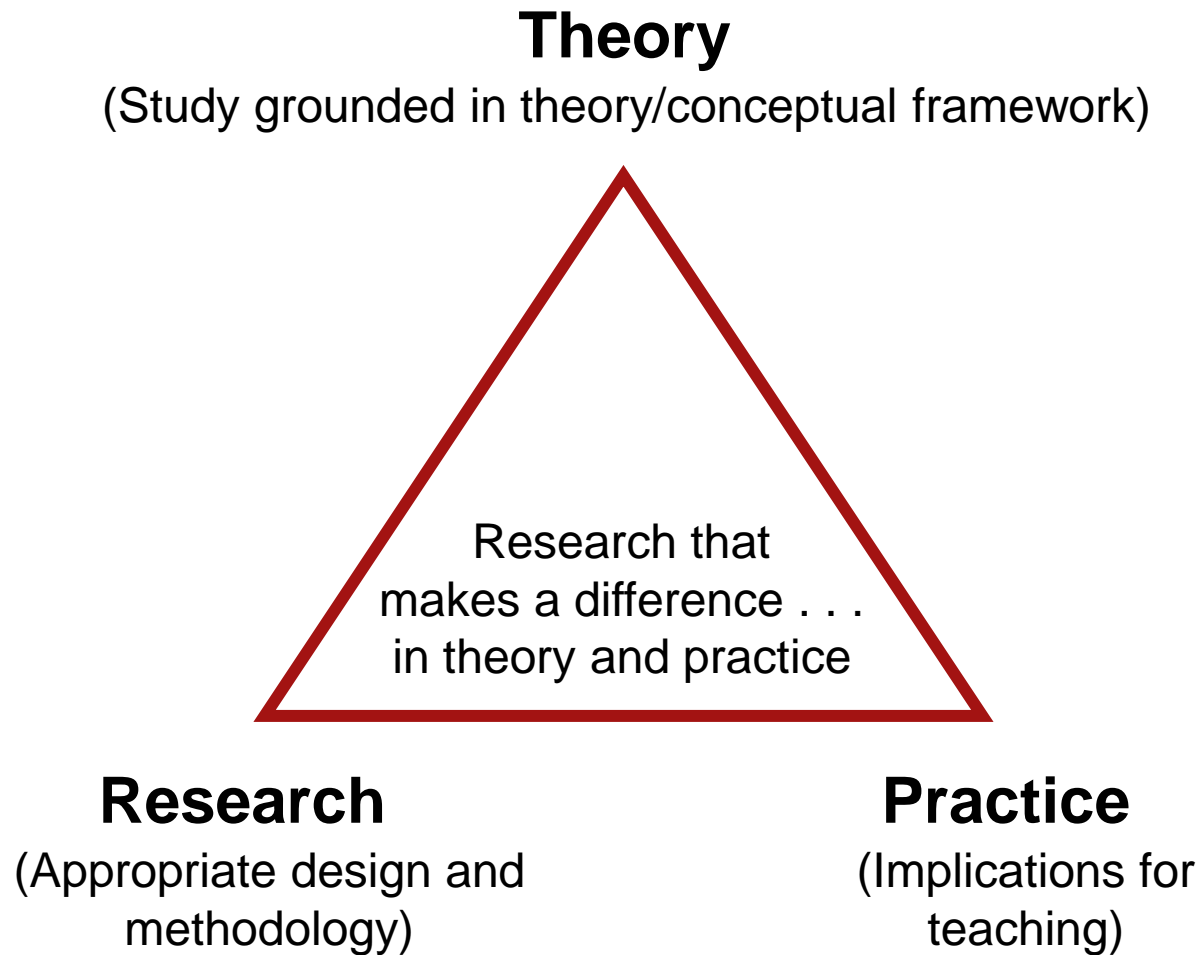 Theory
(Study grounded in theory/conceptual framework)
Research that
makes a difference . . .
in theory and practice
Research
(Appropriate design and
methodology)
Practice
(Implications for
teaching)